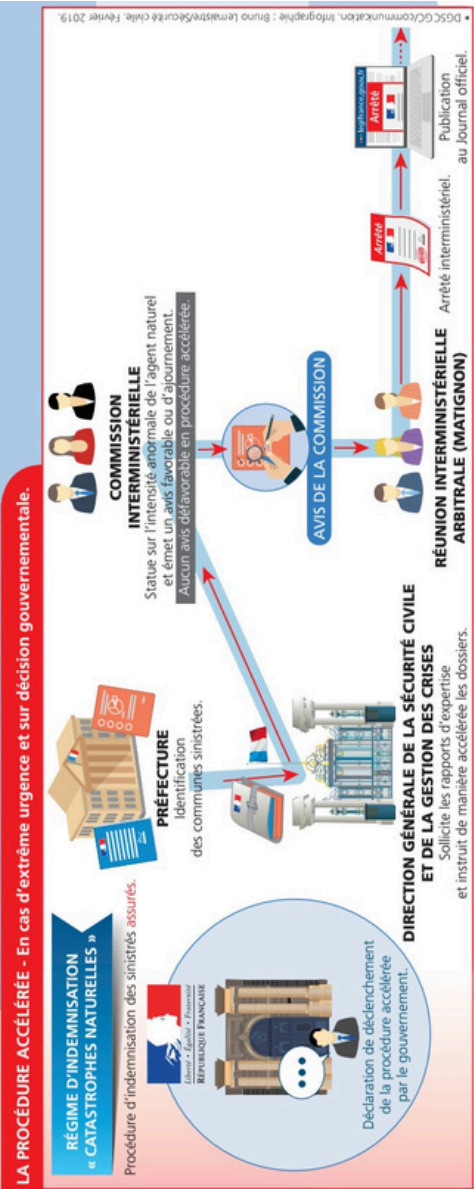 LA PROCÉDURE ACCÉLÉRÉE - En cas d'extrême urgence et sur décision gouvernementale.
RÉGIME D'INDEMNISATION
« CATASTROPHES NATURELLES »
Procédure d'indemnisation des sinistrés assurés.
Liberté • Égalité • Fraternité
RÉPUBLIQUE FRANÇAISE
Déclaration de déclenchement
de la procédure accélérée
par le gouvernement.
PRÉFECTURE
Identification
des communes sinistrées.
DIRECTION GÉNÉRALE DE LA SÉCURITÉ CIVILE
ET DE LA GESTION DES CRISES
Sollicite les rapports d'expertise
et instruit de manière accélérée les dossiers.
COMMISSION
INTERMINISTÉRIELLE
Statue sur l'intensité anormale de l'agent naturel
et émet un avis favorable ou d'ajournement.
Aucun avis défavorable en procédure accélérée.
AVIS DE LA COMMISSION
RÉUNION INTERMINISTÉRIELLE
ARBITRALE (MATIGNON)
Arrêté
Arrêté interministériel.
legifrance.gouv.fr
Arrêté
Publication
au Journal officiel.
• DGSCGC/communication. Infographie : Bruno Lemaistre/Sécurité civile. Février 2019.